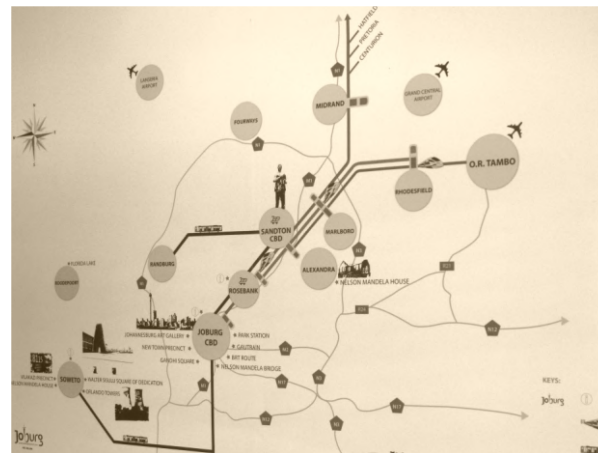 HATFIELD
PRETORIA
CENTURION
LANSERIA
AIRPORT
MIDRAND
GRAND CENTRAL
AIRPORT
FOURWAYS
O.R. TAMBO
RHODESFIELD
SANDTON
CBD
MARLBORO
RANDBURG
ALEXANDRA
NELSON MANDELA HOUSE
FLORIDA LAKE
ROODEPOORT
ROSEBANK
JOHANNESBURG ART GALLERY
NEWTOWN PRECINCT
GANDHI SQUARE
JOBURG
CBD
PARK STATION
GAUTRAIN
BRT ROUTE
NELSON MANDELA BRIDGE
SOWETO
WALTER SISULU SQUARE OF DEDICATION
ORLANDO TOWERS
N12
N17
KEYS:
Joburg
Joburg